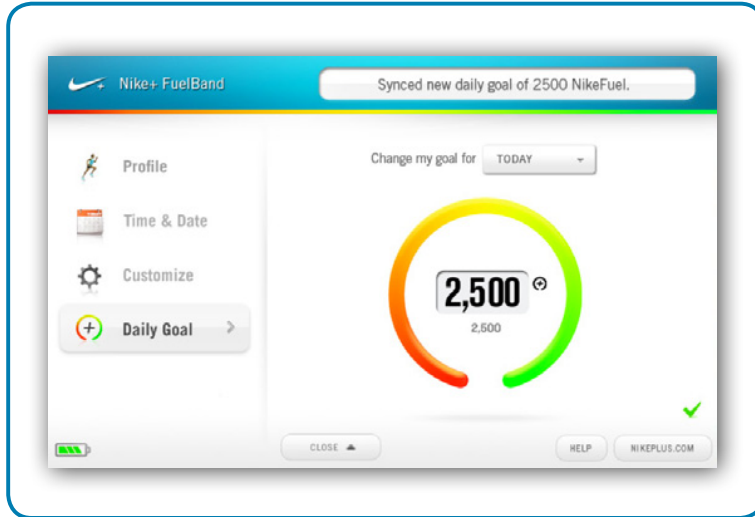 Nike+ FuelBand
Synced new daily goal of 2500 NikeFuel.
Profile
Time & Date
Customize
Daily Goal
Change my goal for TODAY
2,500
2,500
CLOSE
HELP
NIKEPLUS.COM